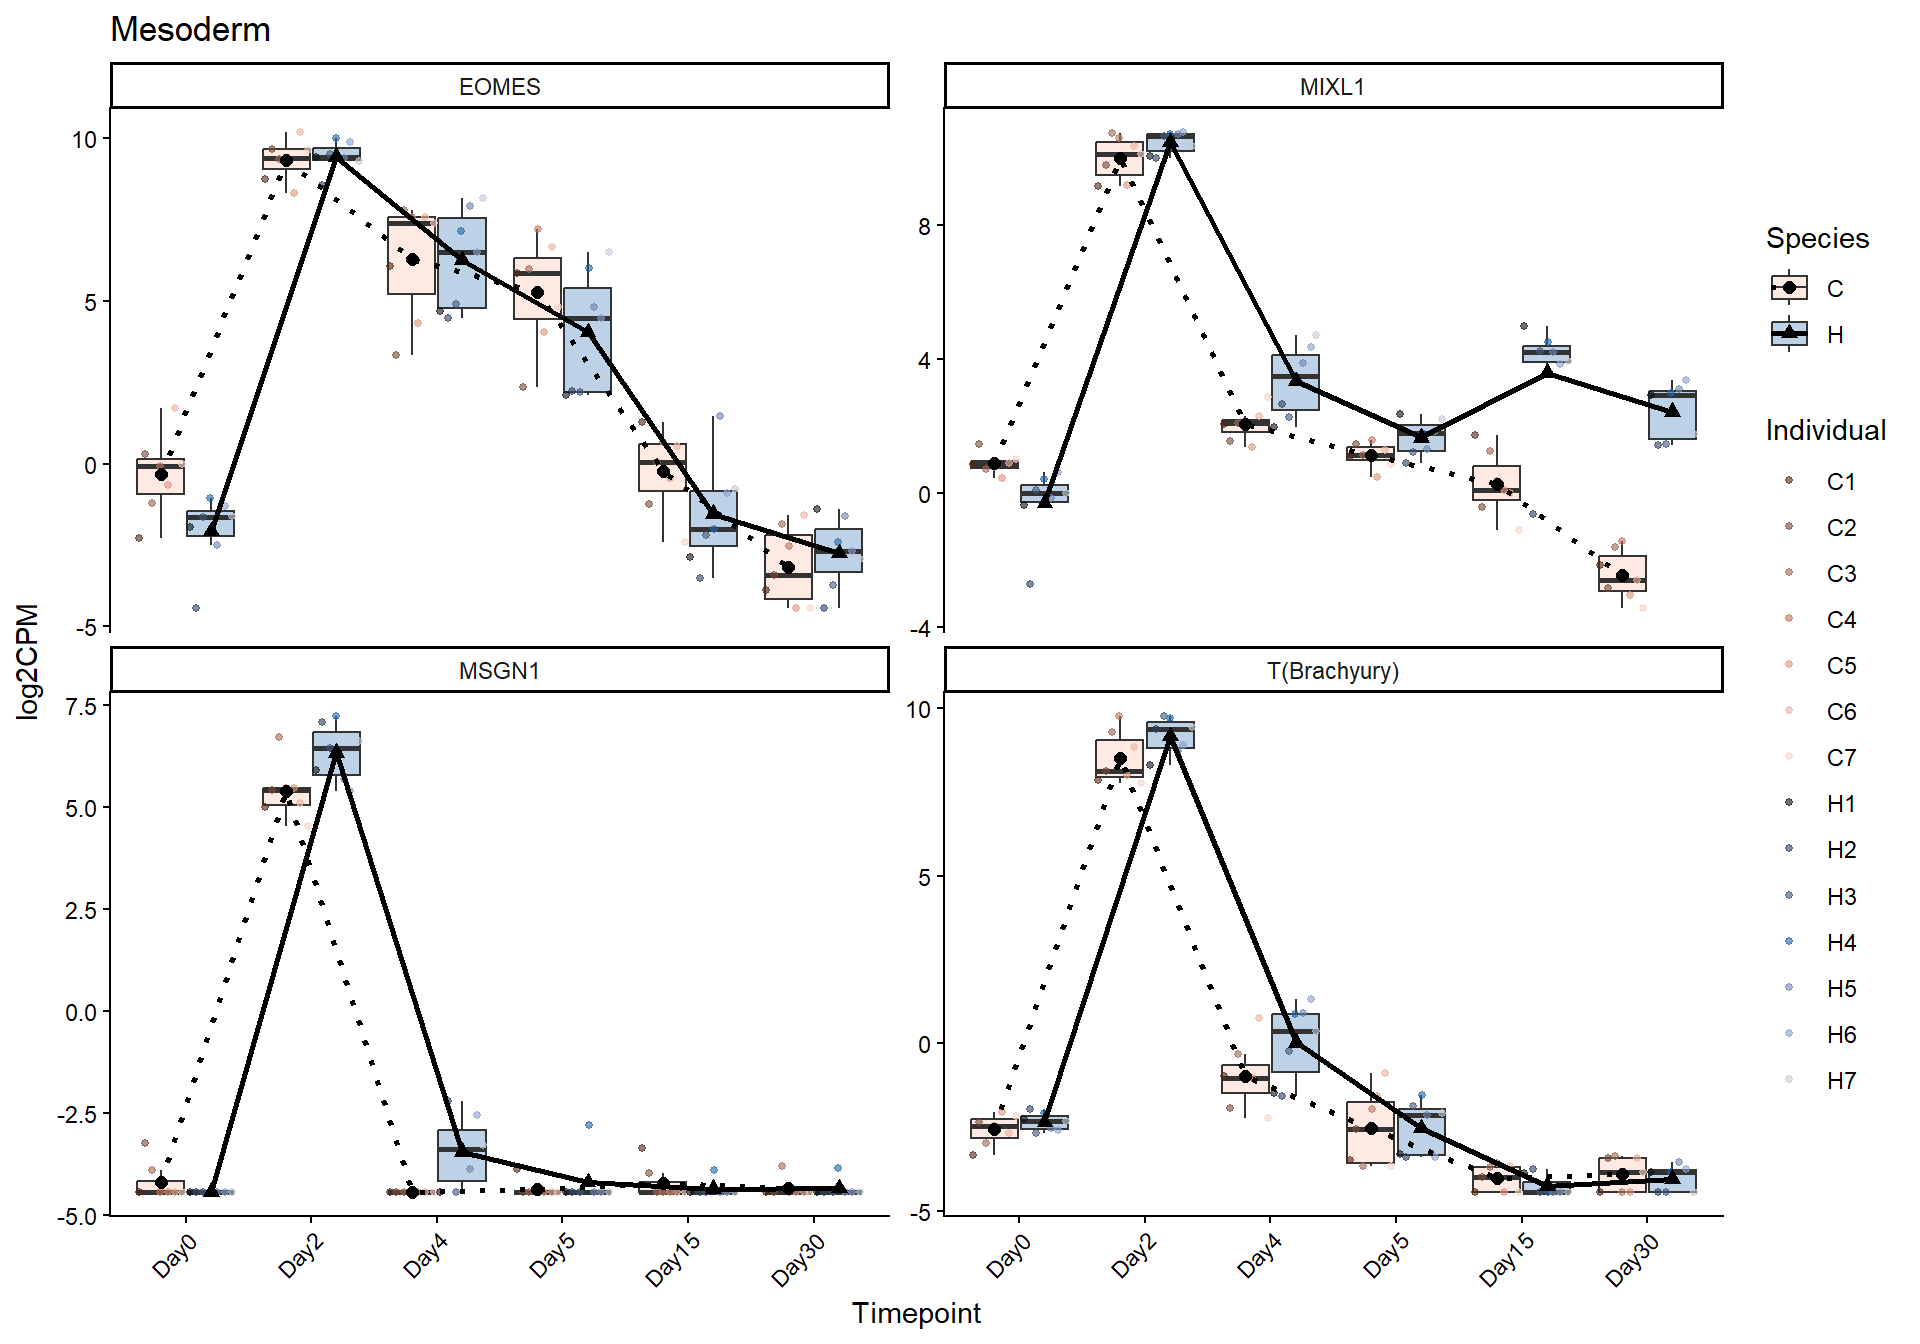 Mesoderm
EOMES
MIXL1
10
5
0
-5
8
4
0
-4
MSGN1
T(Brachyury)
7.5
5.0
2.5
0.0
-2.5
-5.0
10
5
0
-5
Day0
Day2
Day4
Day5
Day15
Day30
Day0
Day2
Day4
Day5
Day15
Day30
log2CPM
Timepoint
Species
C
H
Individual
C1
C2
C3
C4
C5
C6
C7
H1
H2
H3
H4
H5
H6
H7